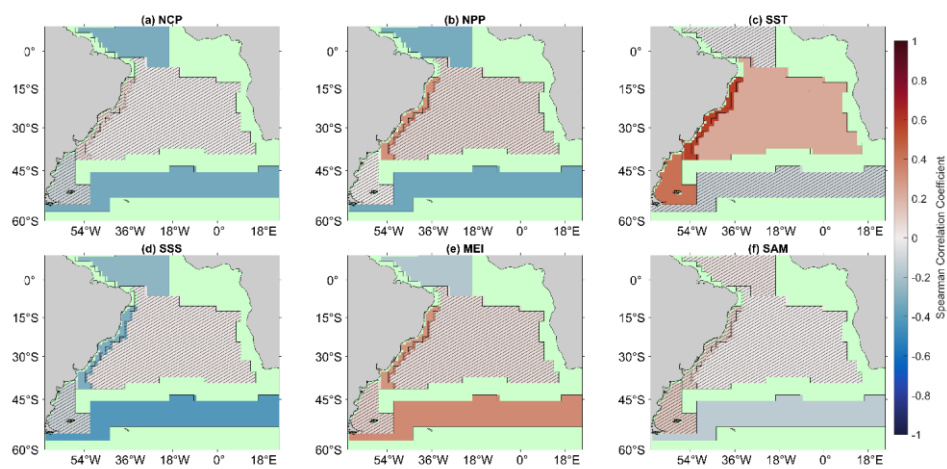 (a) NCP
(b) NPP
(c) SST
0°
15°S
30°S
45°S
60°S
54°W 36°W 18°W 0° 18°E
0°
15°S
30°S
45°S
60°S
54°W 36°W 18°W 0° 18°E
0°
15°S
30°S
45°S
60°S
54°W 36°W 18°W 0° 18°E
(d) SSS
(e) MEI
(f) SAM
0°
15°S
30°S
45°S
60°S
54°W 36°W 18°W 0° 18°E
0°
15°S
30°S
45°S
60°S
54°W 36°W 18°W 0° 18°E
0°
15°S
30°S
45°S
60°S
54°W 36°W 18°W 0° 18°E
1
0.8
0.6
0.4
0.2
0
-0.2
-0.4
-0.6
-0.8
-1
Spearman Correlation Coefficient